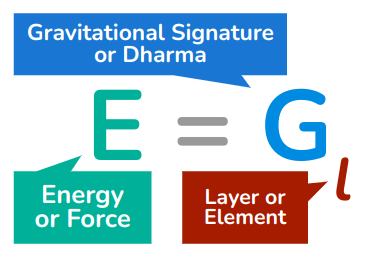 Gravitational Signature
or Dharma
E = G
l
Energy
or Force
Layer or
Element